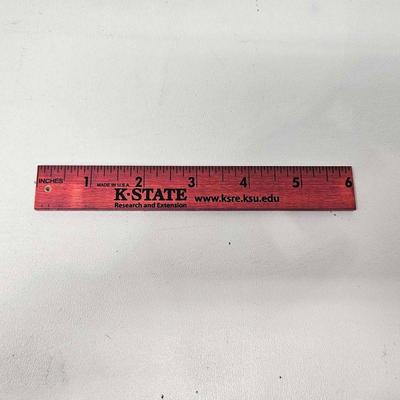 INCHES 1 2 3 4 5 6
MADE IN U.S.A.
K-STATE www.ksre.ksu.edu
Research and Extension